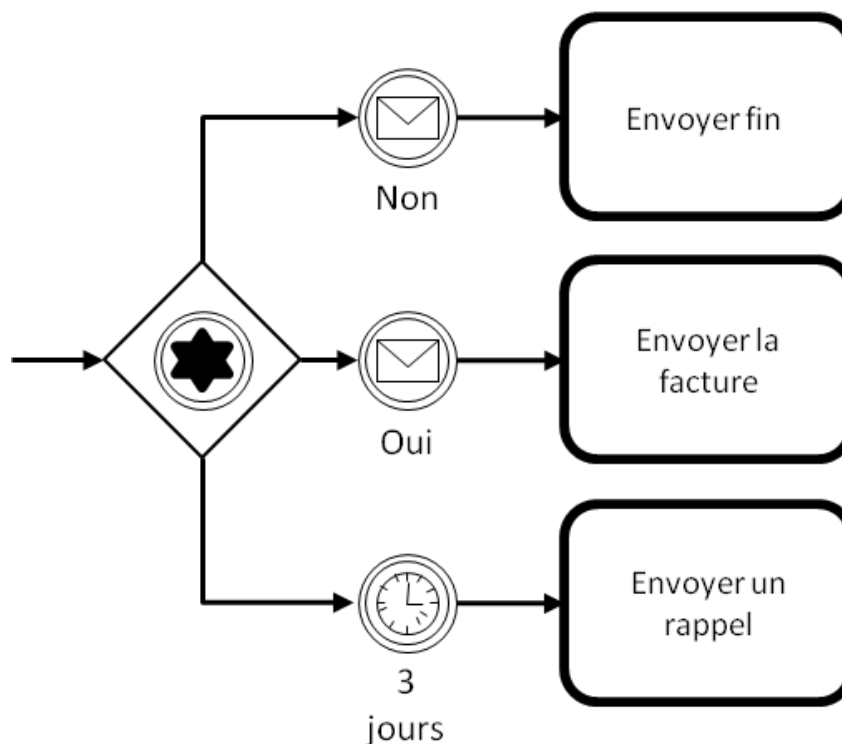 Envoyer fin
Non
Envoyer la
facture
Oui
Envoyer un
rappel
3
jours